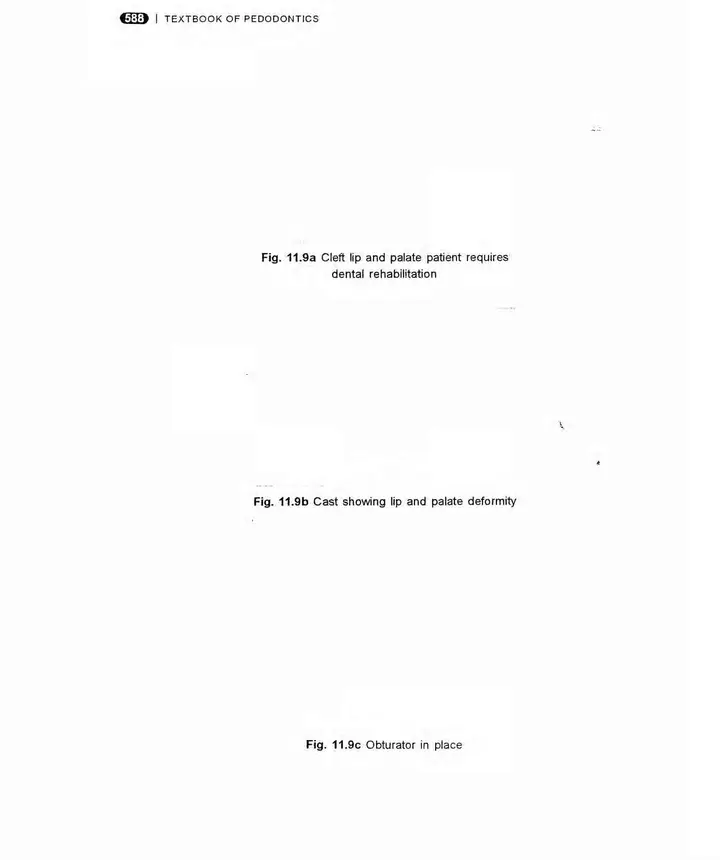 588 | TEXTBOOK OF PEDODONTICS
Fig. 11.9a Cleft lip and palate patient requires
dental rehabilitation
Fig. 11.9b Cast showing lip and palate deformity
Fig. 11.9c Obturator in place